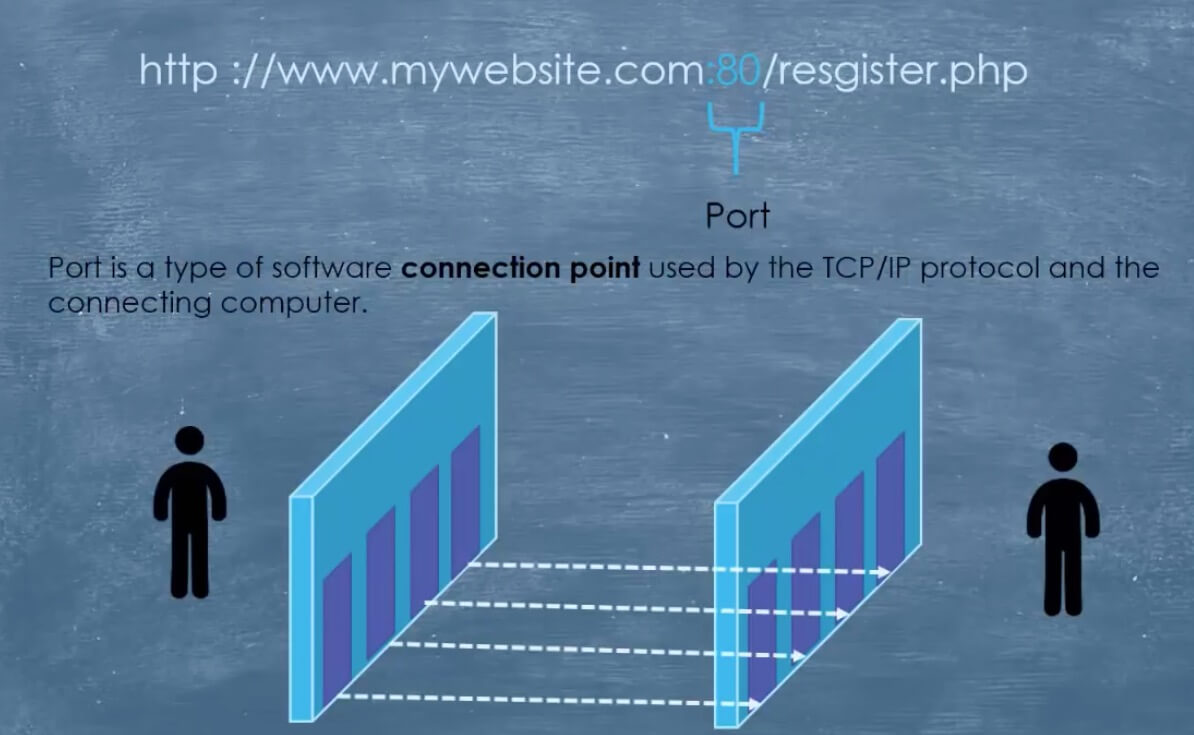 http ://www.mywebsite.com:80/resgister.php
Port
Port is a type of software connection point used by the TCP/IP protocol and the
connecting computer.